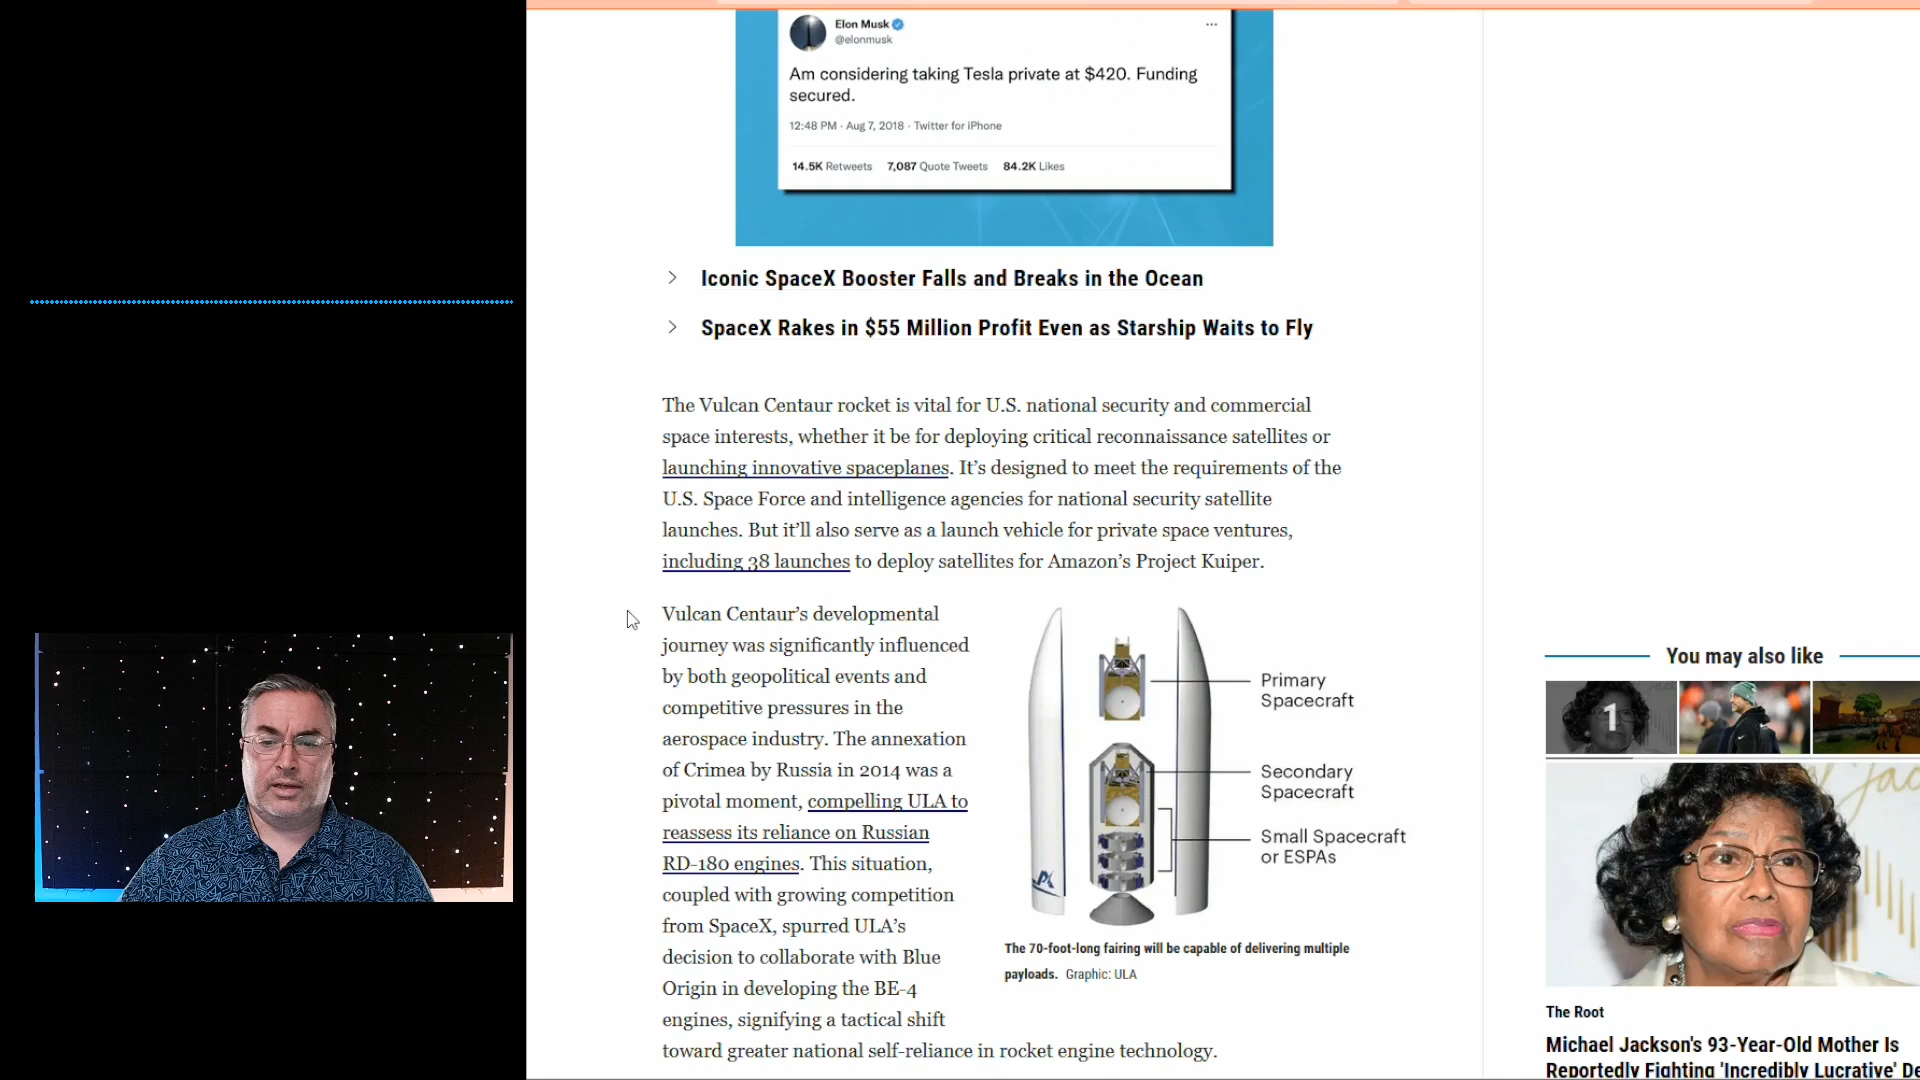 Elon Musk
@elonmusk
Am considering taking Tesla private at $420. Funding
secured.
12:48 PM · Aug 7, 2018 · Twitter for iPhone
14.5K Retweets 7,087 Quote Tweets 84.2K Likes
Iconic SpaceX Booster Falls and Breaks in the Ocean
SpaceX Rakes in $55 Million Profit Even as Starship Waits to Fly
The Vulcan Centaur rocket is vital for U.S. national security and commercial
space interests, whether it be for deploying critical reconnaissance satellites or
launching innovative spaceplanes. It’s designed to meet the requirements of the
U.S. Space Force and intelligence agencies for national security satellite
launches. But it’ll also serve as a launch vehicle for private space ventures,
including 38 launches to deploy satellites for Amazon’s Project Kuiper.
Vulcan Centaur’s developmental
journey was significantly influenced
by both geopolitical events and
competitive pressures in the
aerospace industry. The annexation
of Crimea by Russia in 2014 was a
pivotal moment, compelling ULA to
reassess its reliance on Russian
RD-180 engines. This situation,
coupled with growing competition
from SpaceX, spurred ULA’s
decision to collaborate with Blue
Origin in developing the BE-4
engines, signifying a tactical shift
toward greater national self-reliance in rocket engine technology.
Primary
Spacecraft
Secondary
Spacecraft
Small Spacecraft
or ESPAs
The 70-foot-long fairing will be capable of delivering multiple
payloads. Graphic: ULA
You may also like
1
The Root
Michael Jackson's 93-Year-Old Mother Is
Reportedly Fighting 'Incredibly Lucrative' De